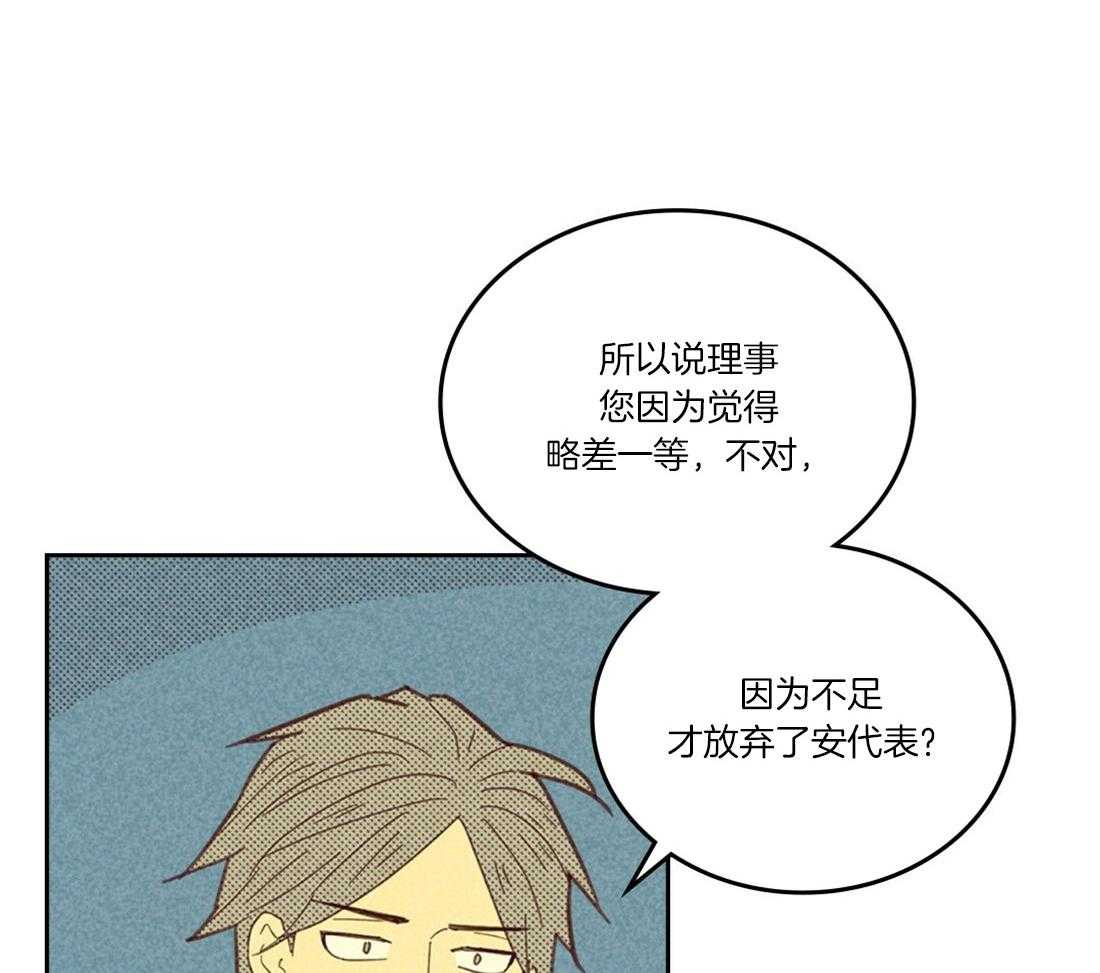 所以说理事
您因为觉得
略差一等，不对，
因为不足
才放弃了安代表？